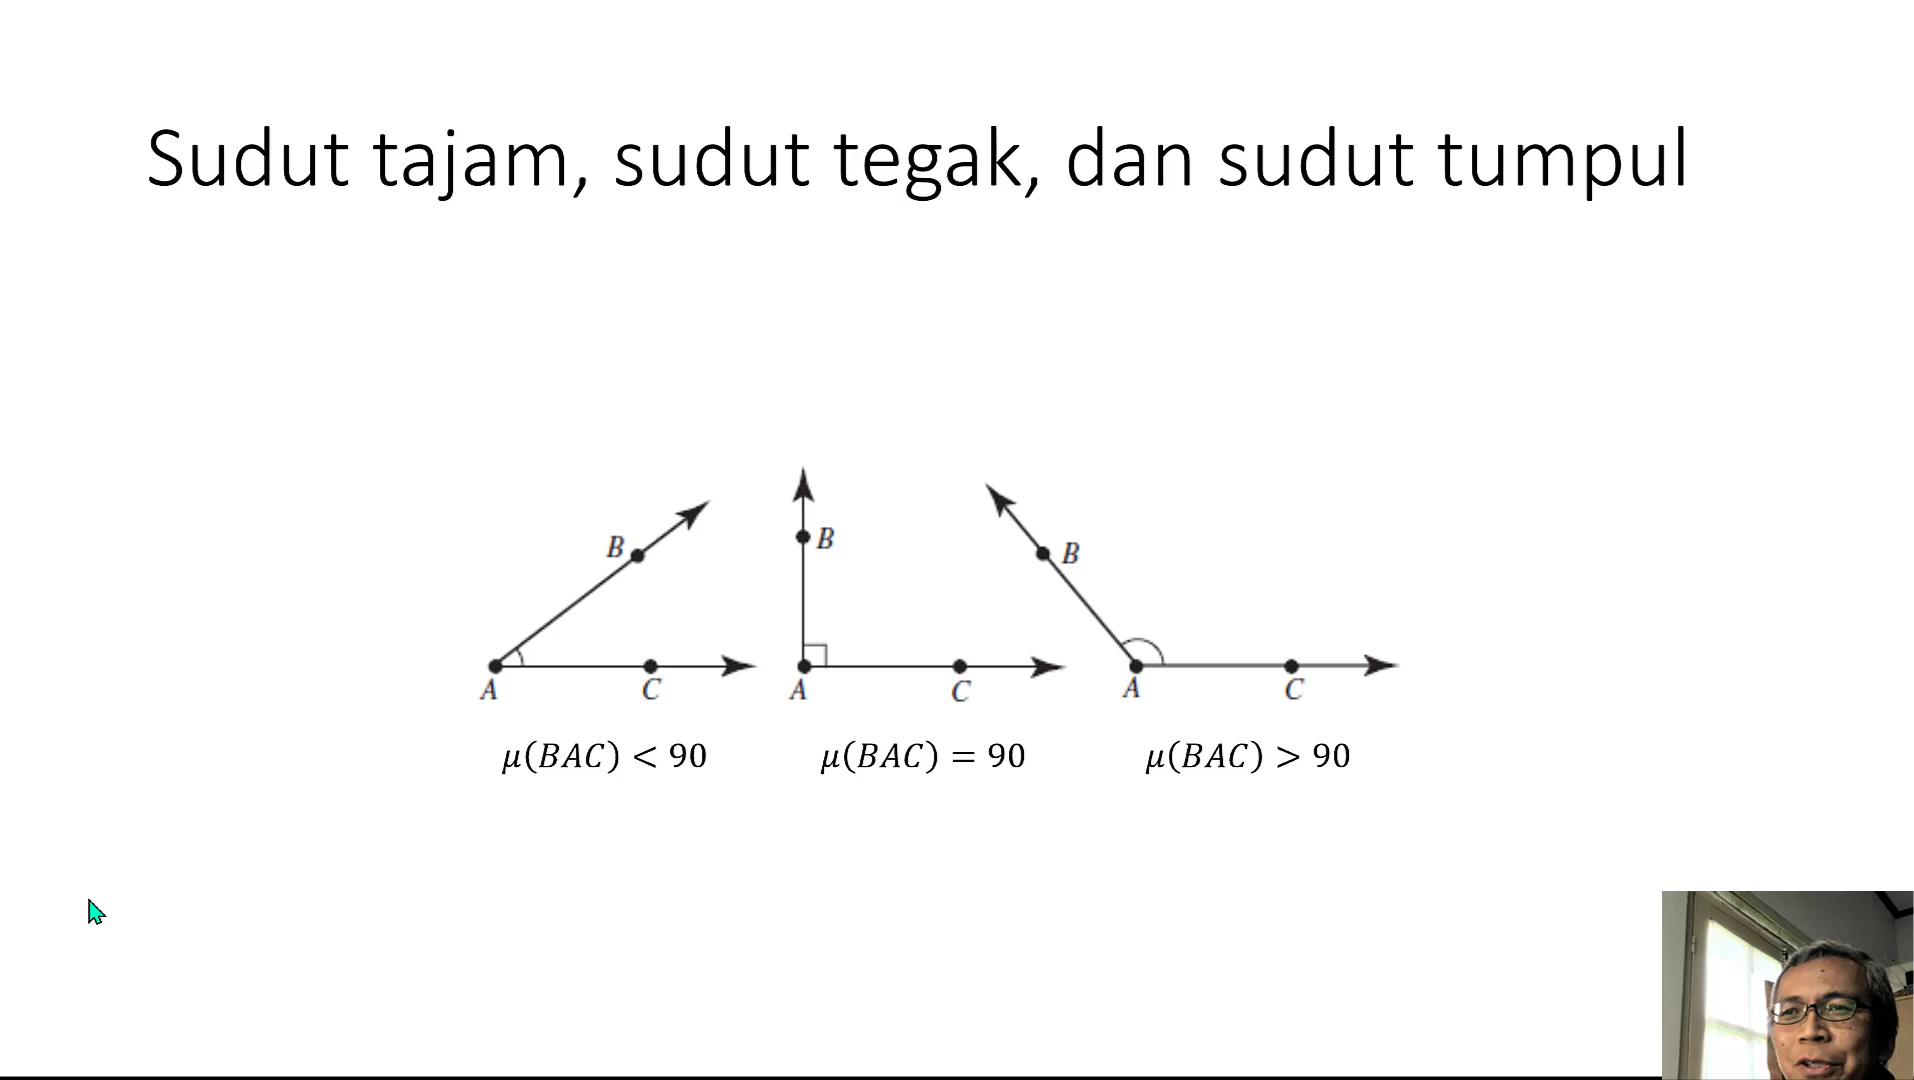 Sudut tajam, sudut tegak, dan sudut tumpul
B
A
C
B
A
C
B
A
C
μ(BAC) < 90
μ(BAC) = 90
μ(BAC) > 90